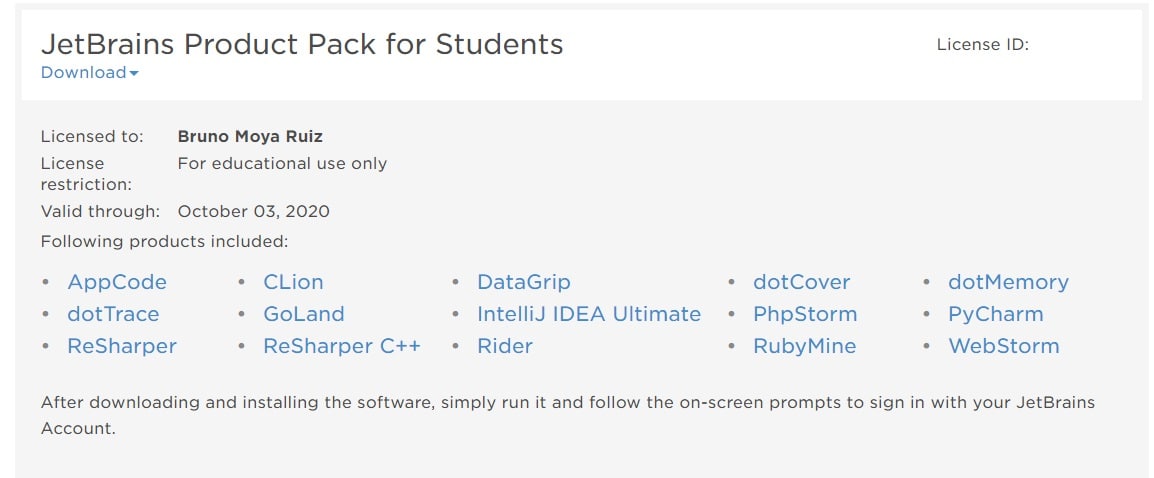 JetBrains Product Pack for Students
License ID:
Download
Licensed to: Bruno Moya Ruiz
License For educational use only
restriction:
Valid through: October 03, 2020
Following products included:
• AppCode • CLion • DataGrip • dotCover • dotMemory
• dotTrace • GoLand • IntelliJ IDEA Ultimate • PhpStorm • PyCharm
• ReSharper • ReSharper C++ • Rider • RubyMine • WebStorm
After downloading and installing the software, simply run it and follow the on-screen prompts to sign in with your JetBrains
Account.